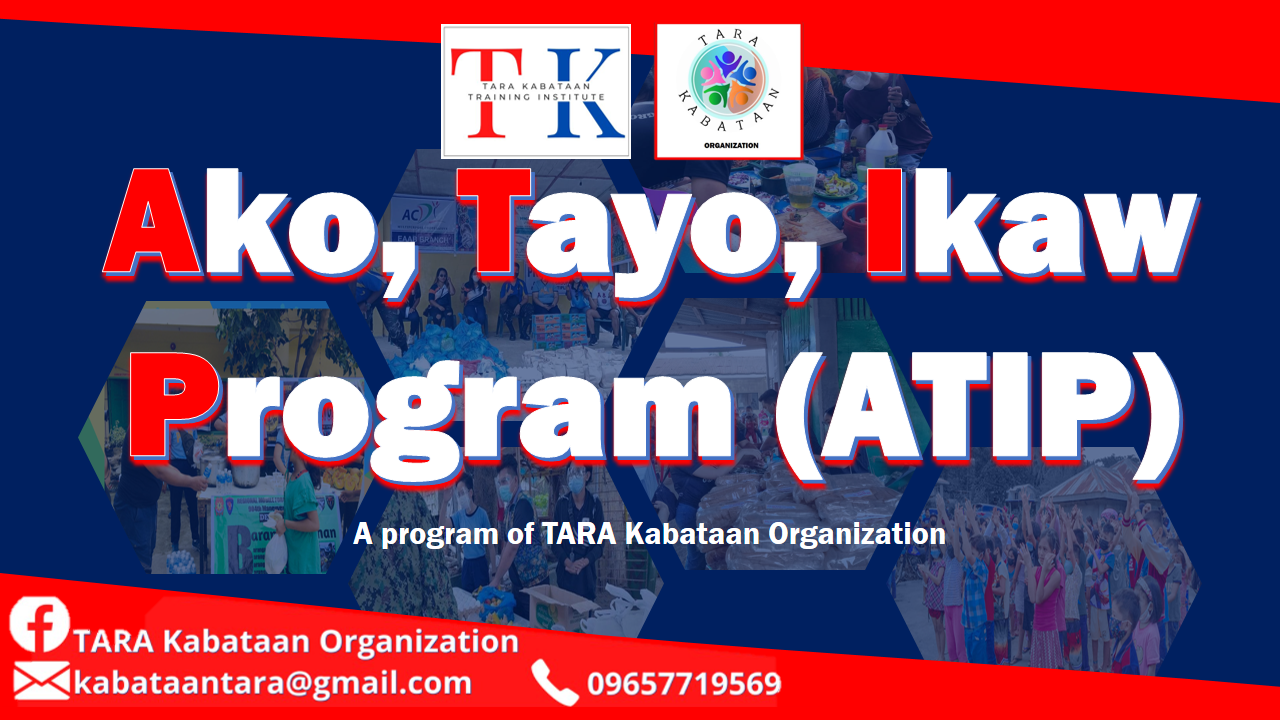 T K
TARA KABATAAN
TRAINING INSTITUTE
TARA
KABATAAN
ORGANIZATION
Ako, Tayo, Ikaw
Program (ATIP)
A program of TARA Kabataan Organization
TARA Kabataan Organization
kabataantara@gmail.com
09657719569